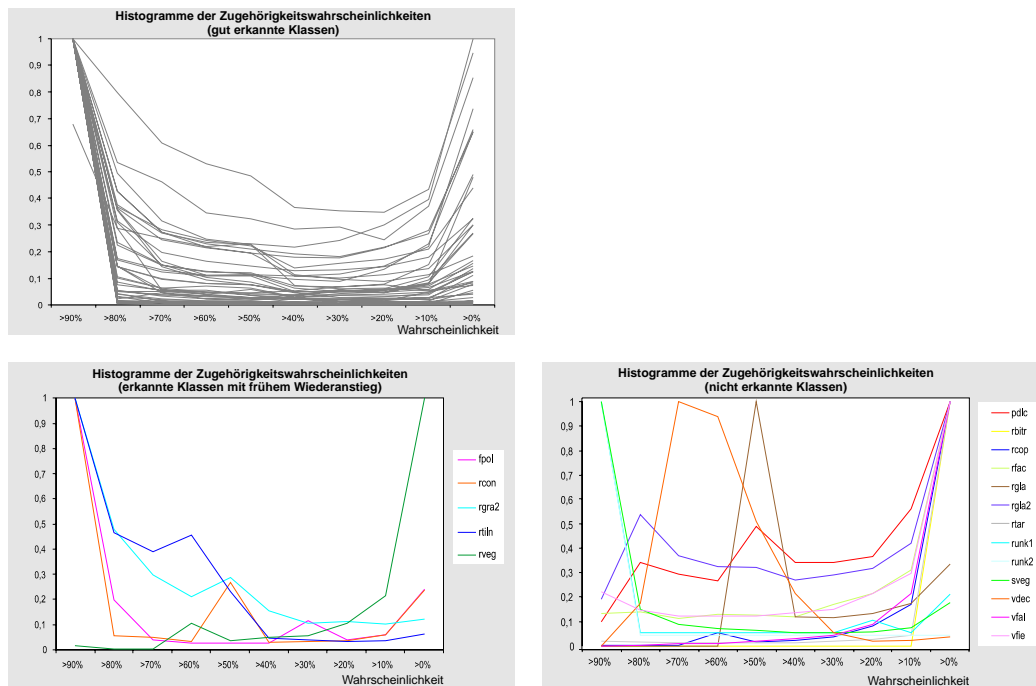 Histogramme der Zugehörigkeitswahrscheinlichkeiten
(gut erkannte Klassen)
1
0,9
0,8
0,7
0,6
0,5
0,4
0,3
0,2
0,1
0
>90% >80% >70% >60% >50% >40% >30% >20% >10% >0%
Wahrscheinlichkeit
Histogramme der Zugehörigkeitswahrscheinlichkeiten
(erkannte Klassen mit frühem Wiederanstieg)
1
0,9
0,8
0,7
0,6
0,5
0,4
0,3
0,2
0,1
0
>90% >80% >70% >60% >50% >40% >30% >20% >10% >0%
Wahrscheinlichkeit
fpol
rcon
rgra2
rtiln
rveg
Histogramme der Zugehörigkeitswahrscheinlichkeiten
(nicht erkannte Klassen)
1
0,9
0,8
0,7
0,6
0,5
0,4
0,3
0,2
0,1
0
>90% >80% >70% >60% >50% >40% >30% >20% >10% >0%
Wahrscheinlichkeit
pdlc
rbitr
rcop
rfac
rgla
rgla2
rtar
runk1
runk2
sveg
vdec
vfal
vfie